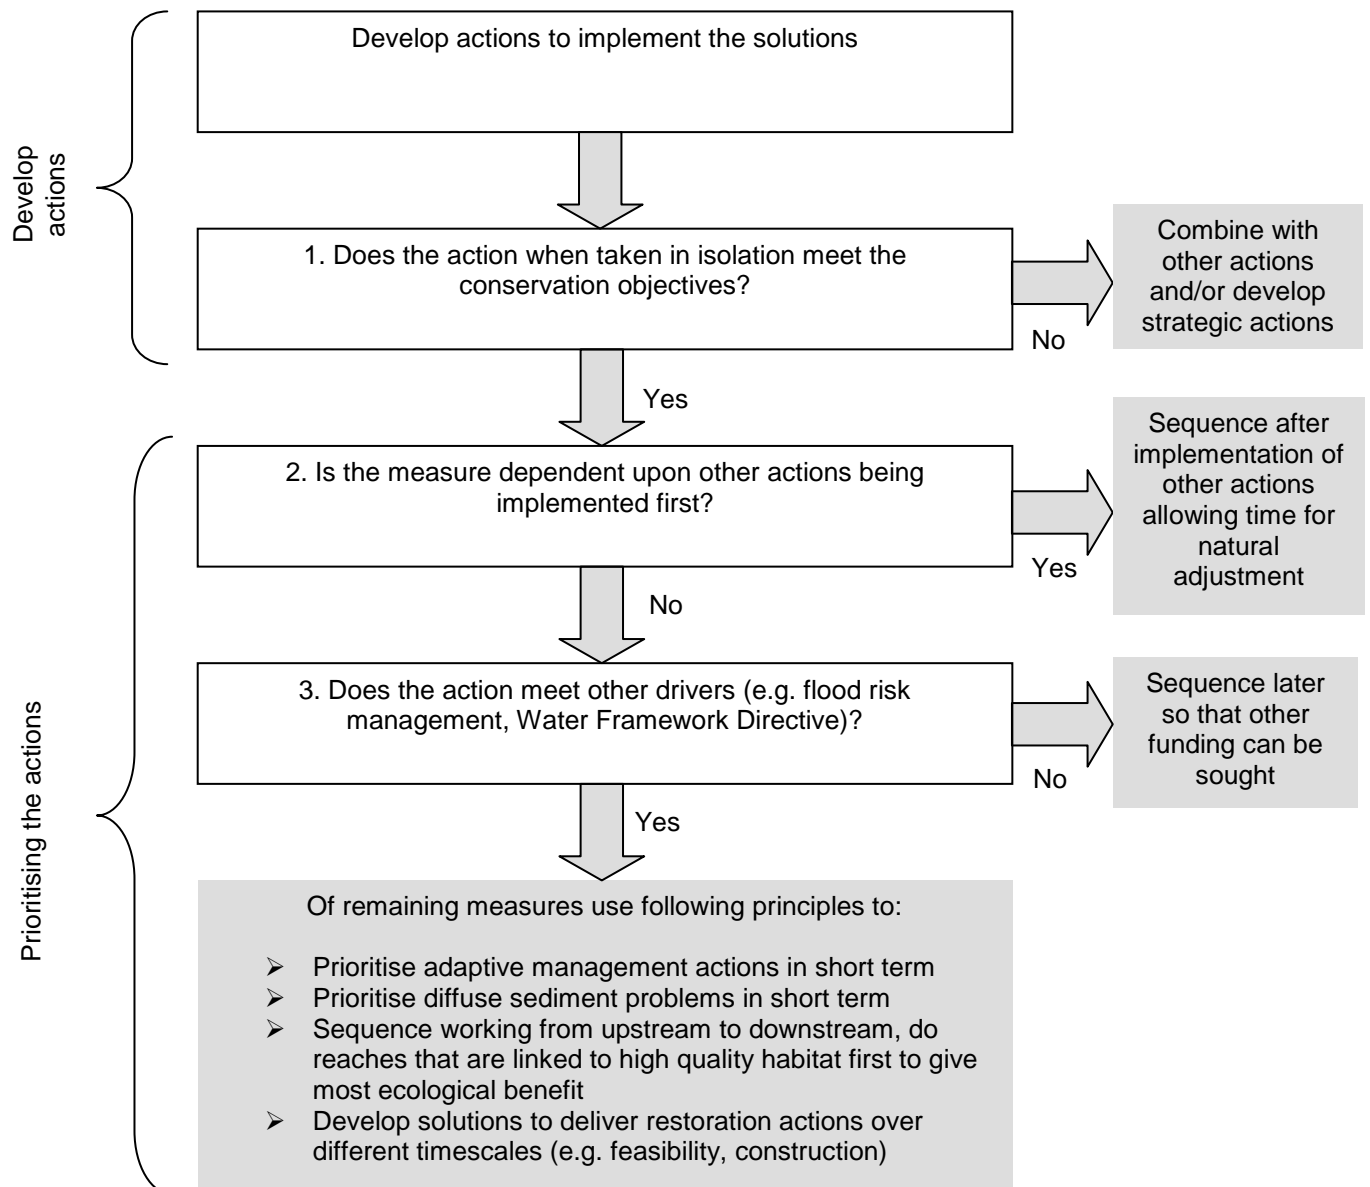 Develop actions to implement the solutions
Develop
actions
1. Does the action when taken in isolation meet the
conservation objectives?
No
Combine with
other actions
and/or develop
strategic actions
Yes
Prioritising the actions
2. Is the measure dependent upon other actions being
implemented first?
Yes
Sequence after
implementation of
other actions
allowing time for
natural
adjustment
No
3. Does the action meet other drivers (e.g. flood risk
management, Water Framework Directive)?
No
Sequence later
so that other
funding can be
sought
Yes
Of remaining measures use following principles to:
➢ Prioritise adaptive management actions in short term
➢ Prioritise diffuse sediment problems in short term
➢ Sequence working from upstream to downstream, do
reaches that are linked to high quality habitat first to give
most ecological benefit
➢ Develop solutions to deliver restoration actions over
different timescales (e.g. feasibility, construction)